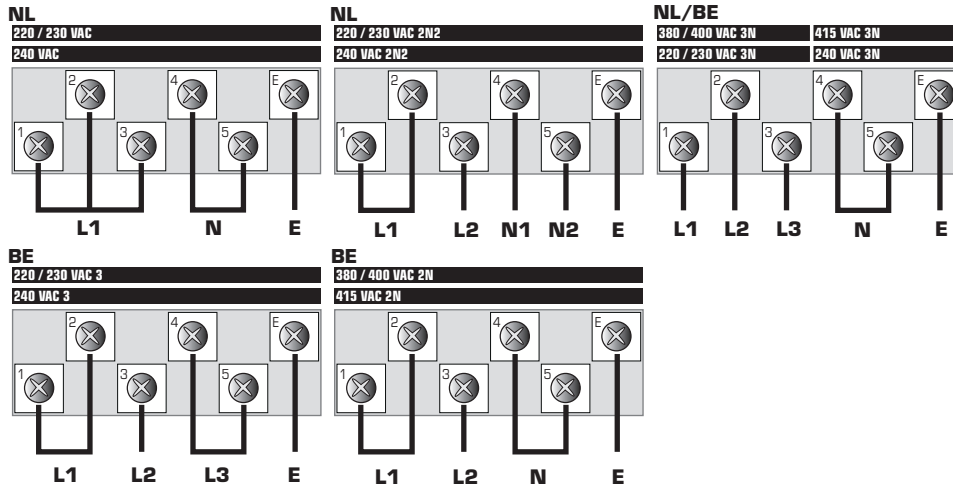 NL
220 / 230 VAC
240 VAC
2 4 E
1 3 5
L1 N E
NL
220 / 230 VAC 2N2
240 VAC 2N2
2 4 E
1 3 5
L1 L2 N1 N2 E
NL/BE
380 / 400 VAC 3N 415 VAC 3N
220 / 230 VAC 3N 240 VAC 3N
2 4 E
1 3 5
L1 L2 L3 N E
BE
220 / 230 VAC 3
240 VAC 3
2 4 E
1 3 5
L1 L2 L3 E
BE
380 / 400 VAC 2N
415 VAC 2N
2 4 E
1 3 5
L1 L2 N E